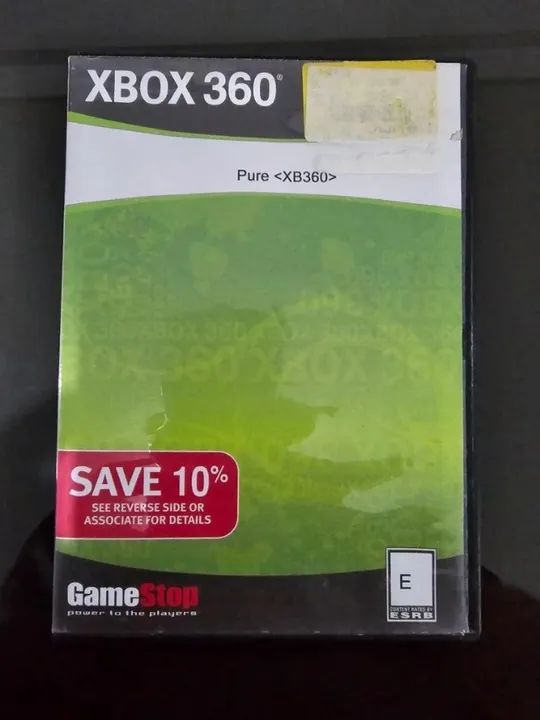 XBOX 360®
Pure <XB360>
SAVE 10%
SEE REVERSE SIDE OR
ASSOCIATE FOR DETAILS
GameStop
power to the players
E
CONTENT RATED BY
ESRB